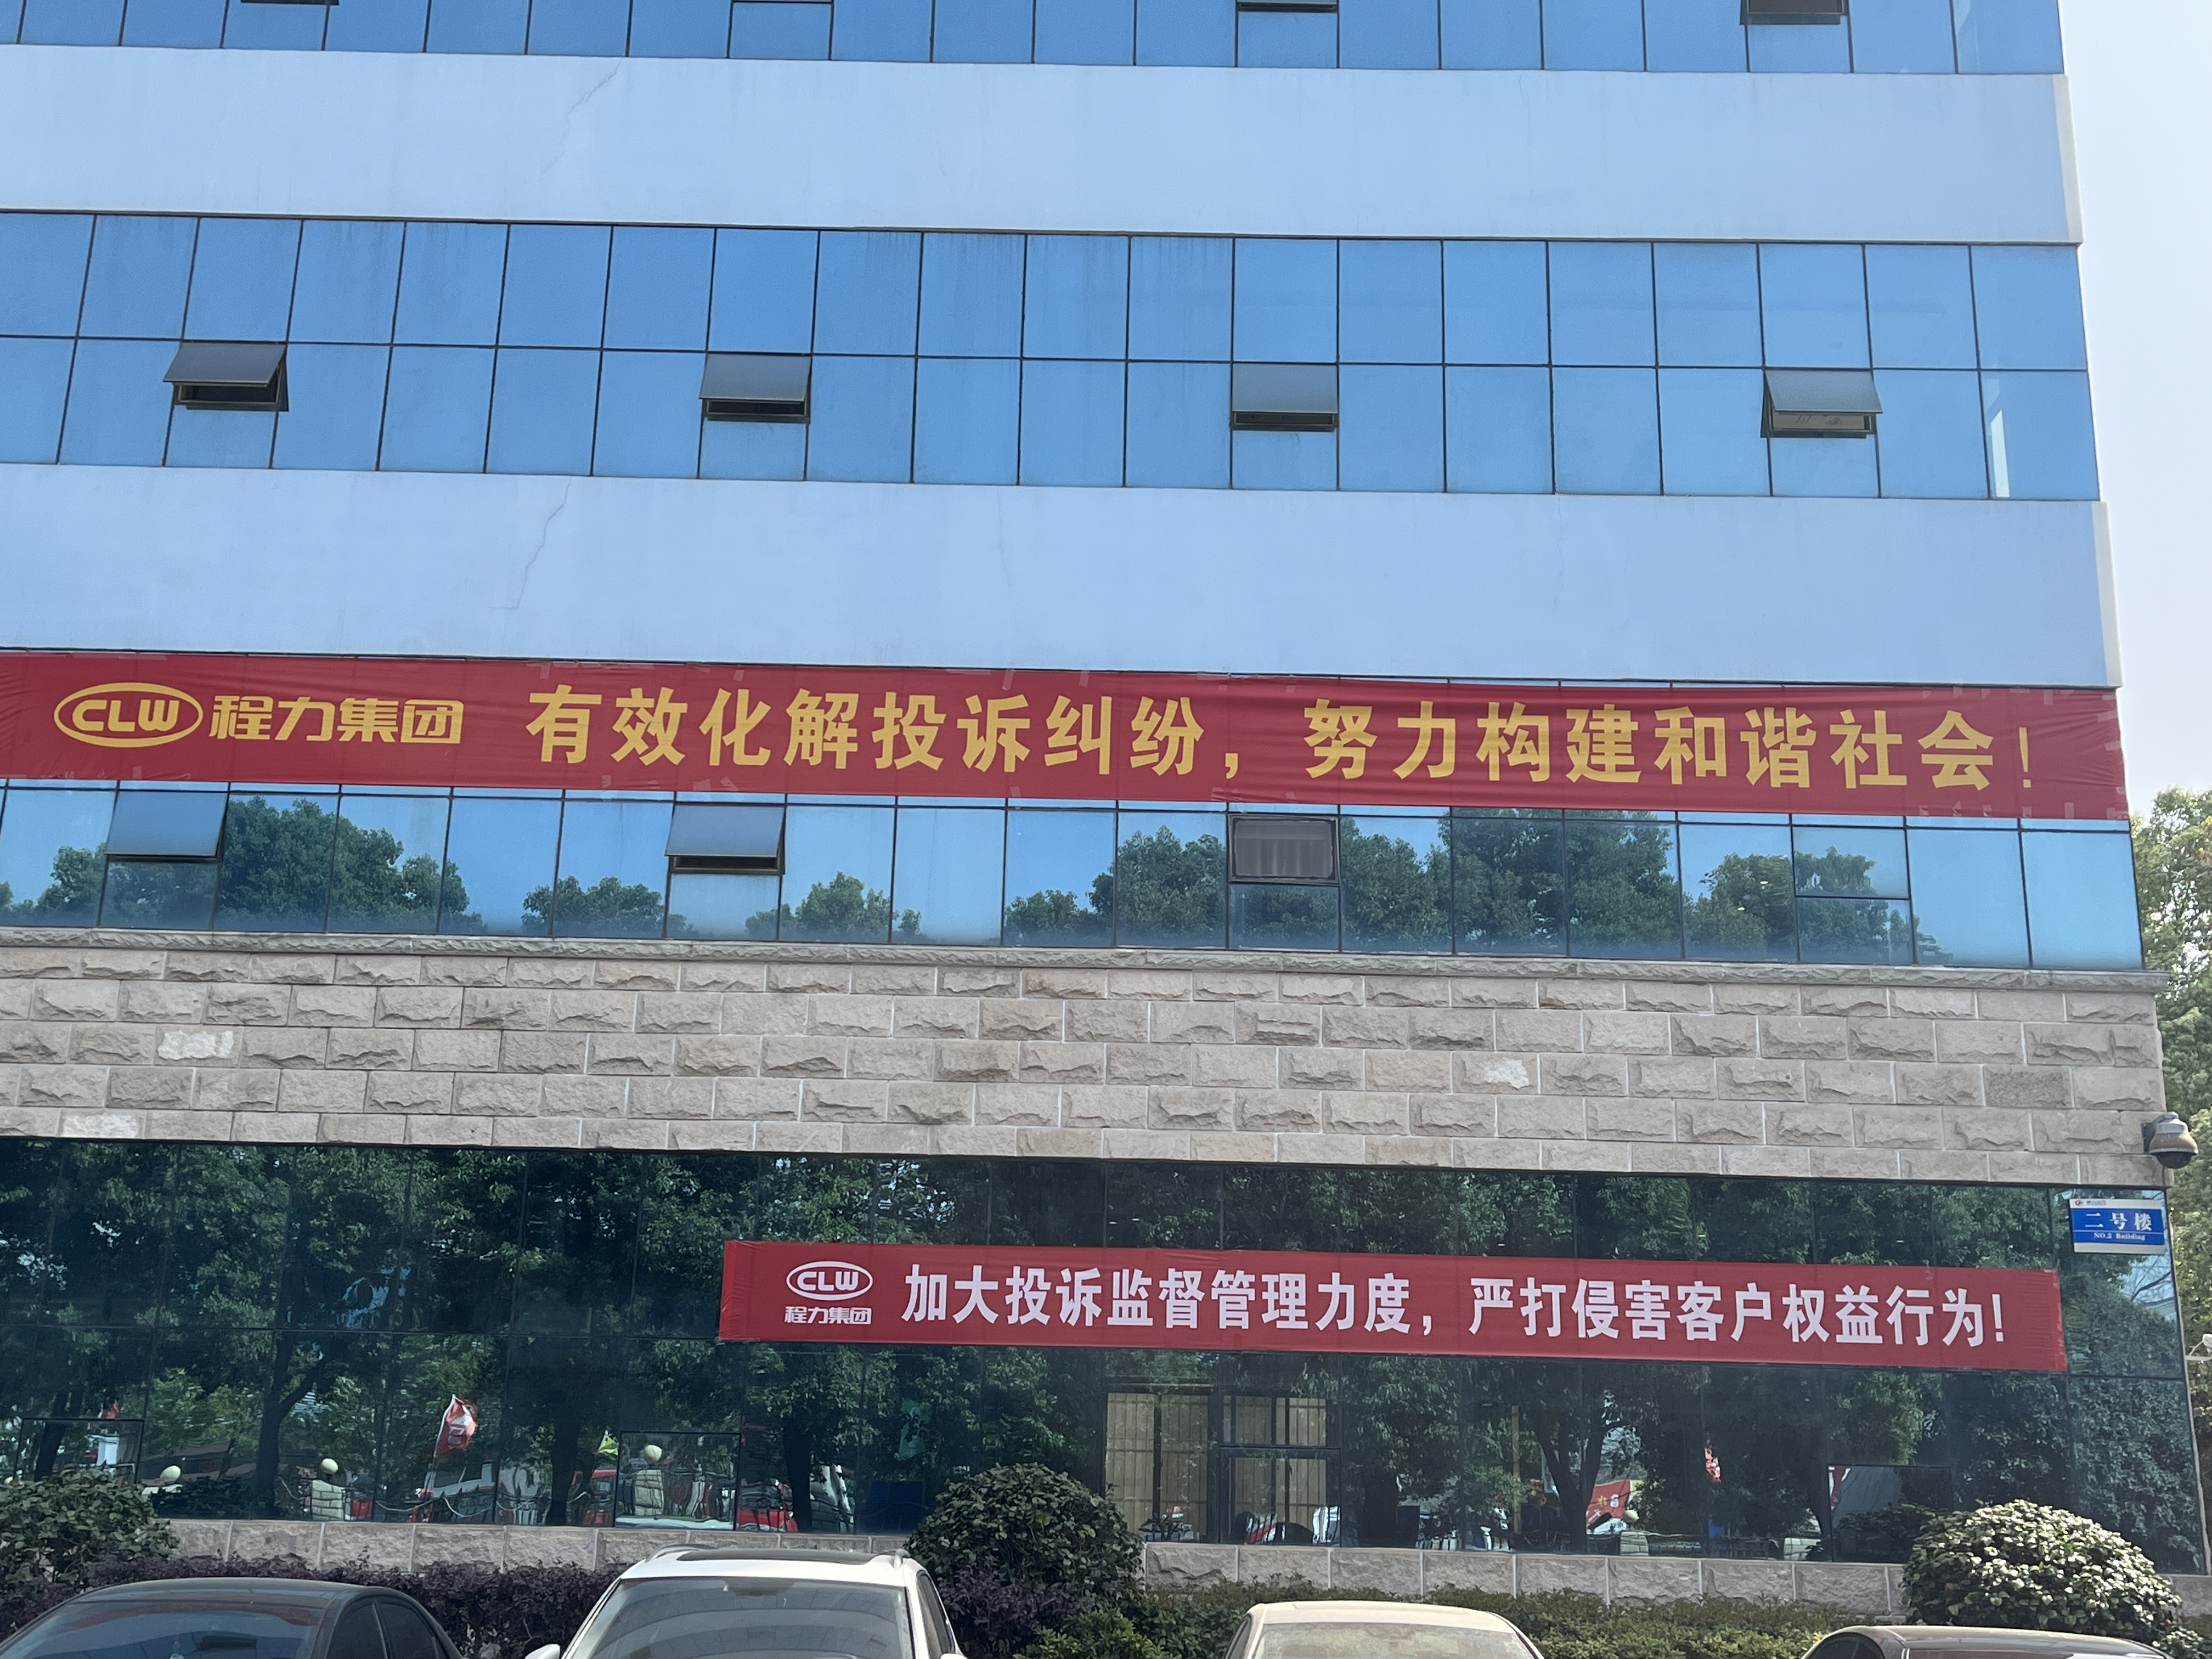 CLW 程力集团 有效化解投诉纠纷，努力构建和谐社会！
二号楼
NO.2 Building
CLW 加大投诉监督管理力度，严打侵害客户权益行为！
程力集团